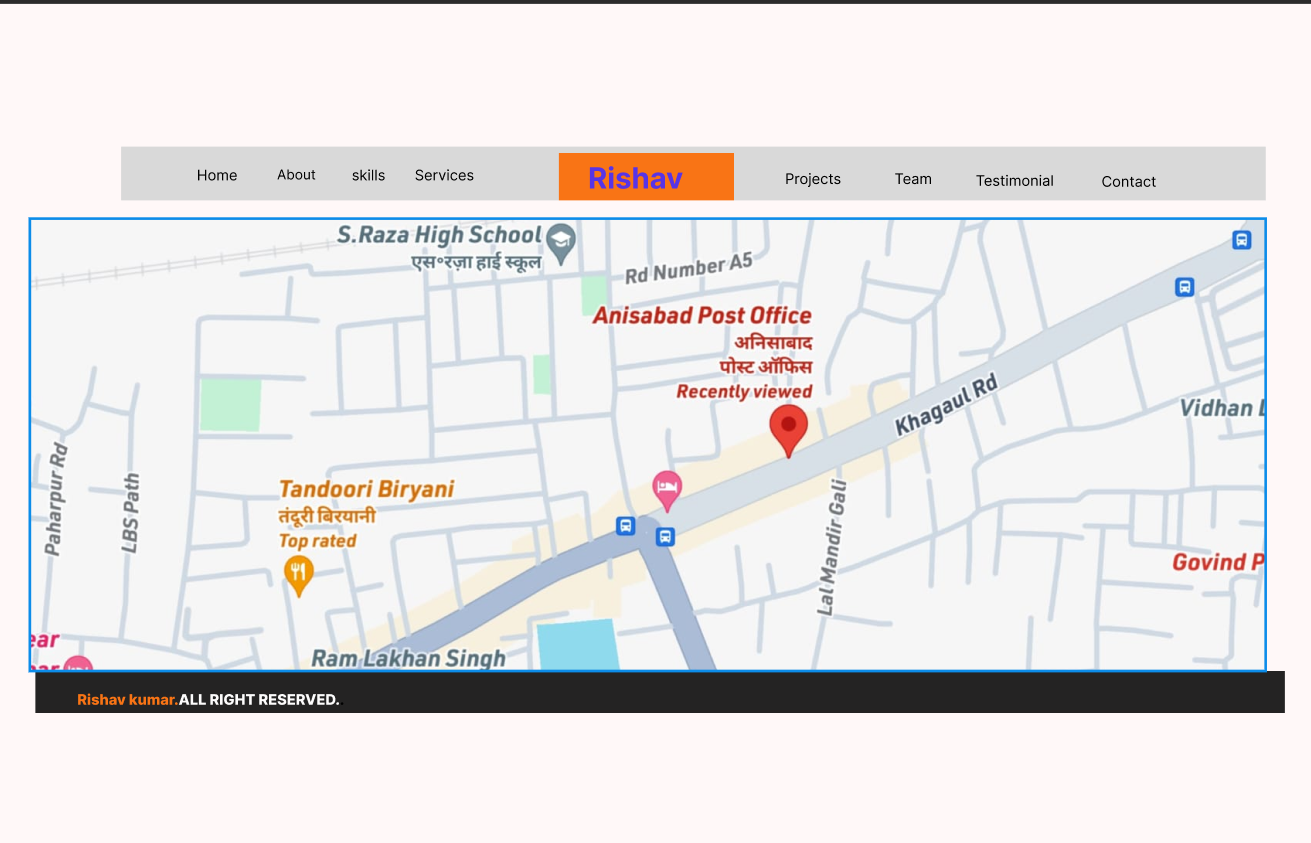 Home About skills Services Rishav Projects Team Testimonial Contact
S.Raza High School
एस॰रज़ा हाई स्कूल
Rd Number A5
Anisabad Post Office
अनिसाबाद
पोस्ट ऑफिस
Recently viewed
Khagaul Rd
Vidhan
Paharpur Rd
LBS Path
Tandoori Biryani
तंदूरी बिरयानी
Top rated
Lal Mandir Gali
Govind P
ear
Ram Lakhan Singh
Rishav kumar.ALL RIGHT RESERVED.